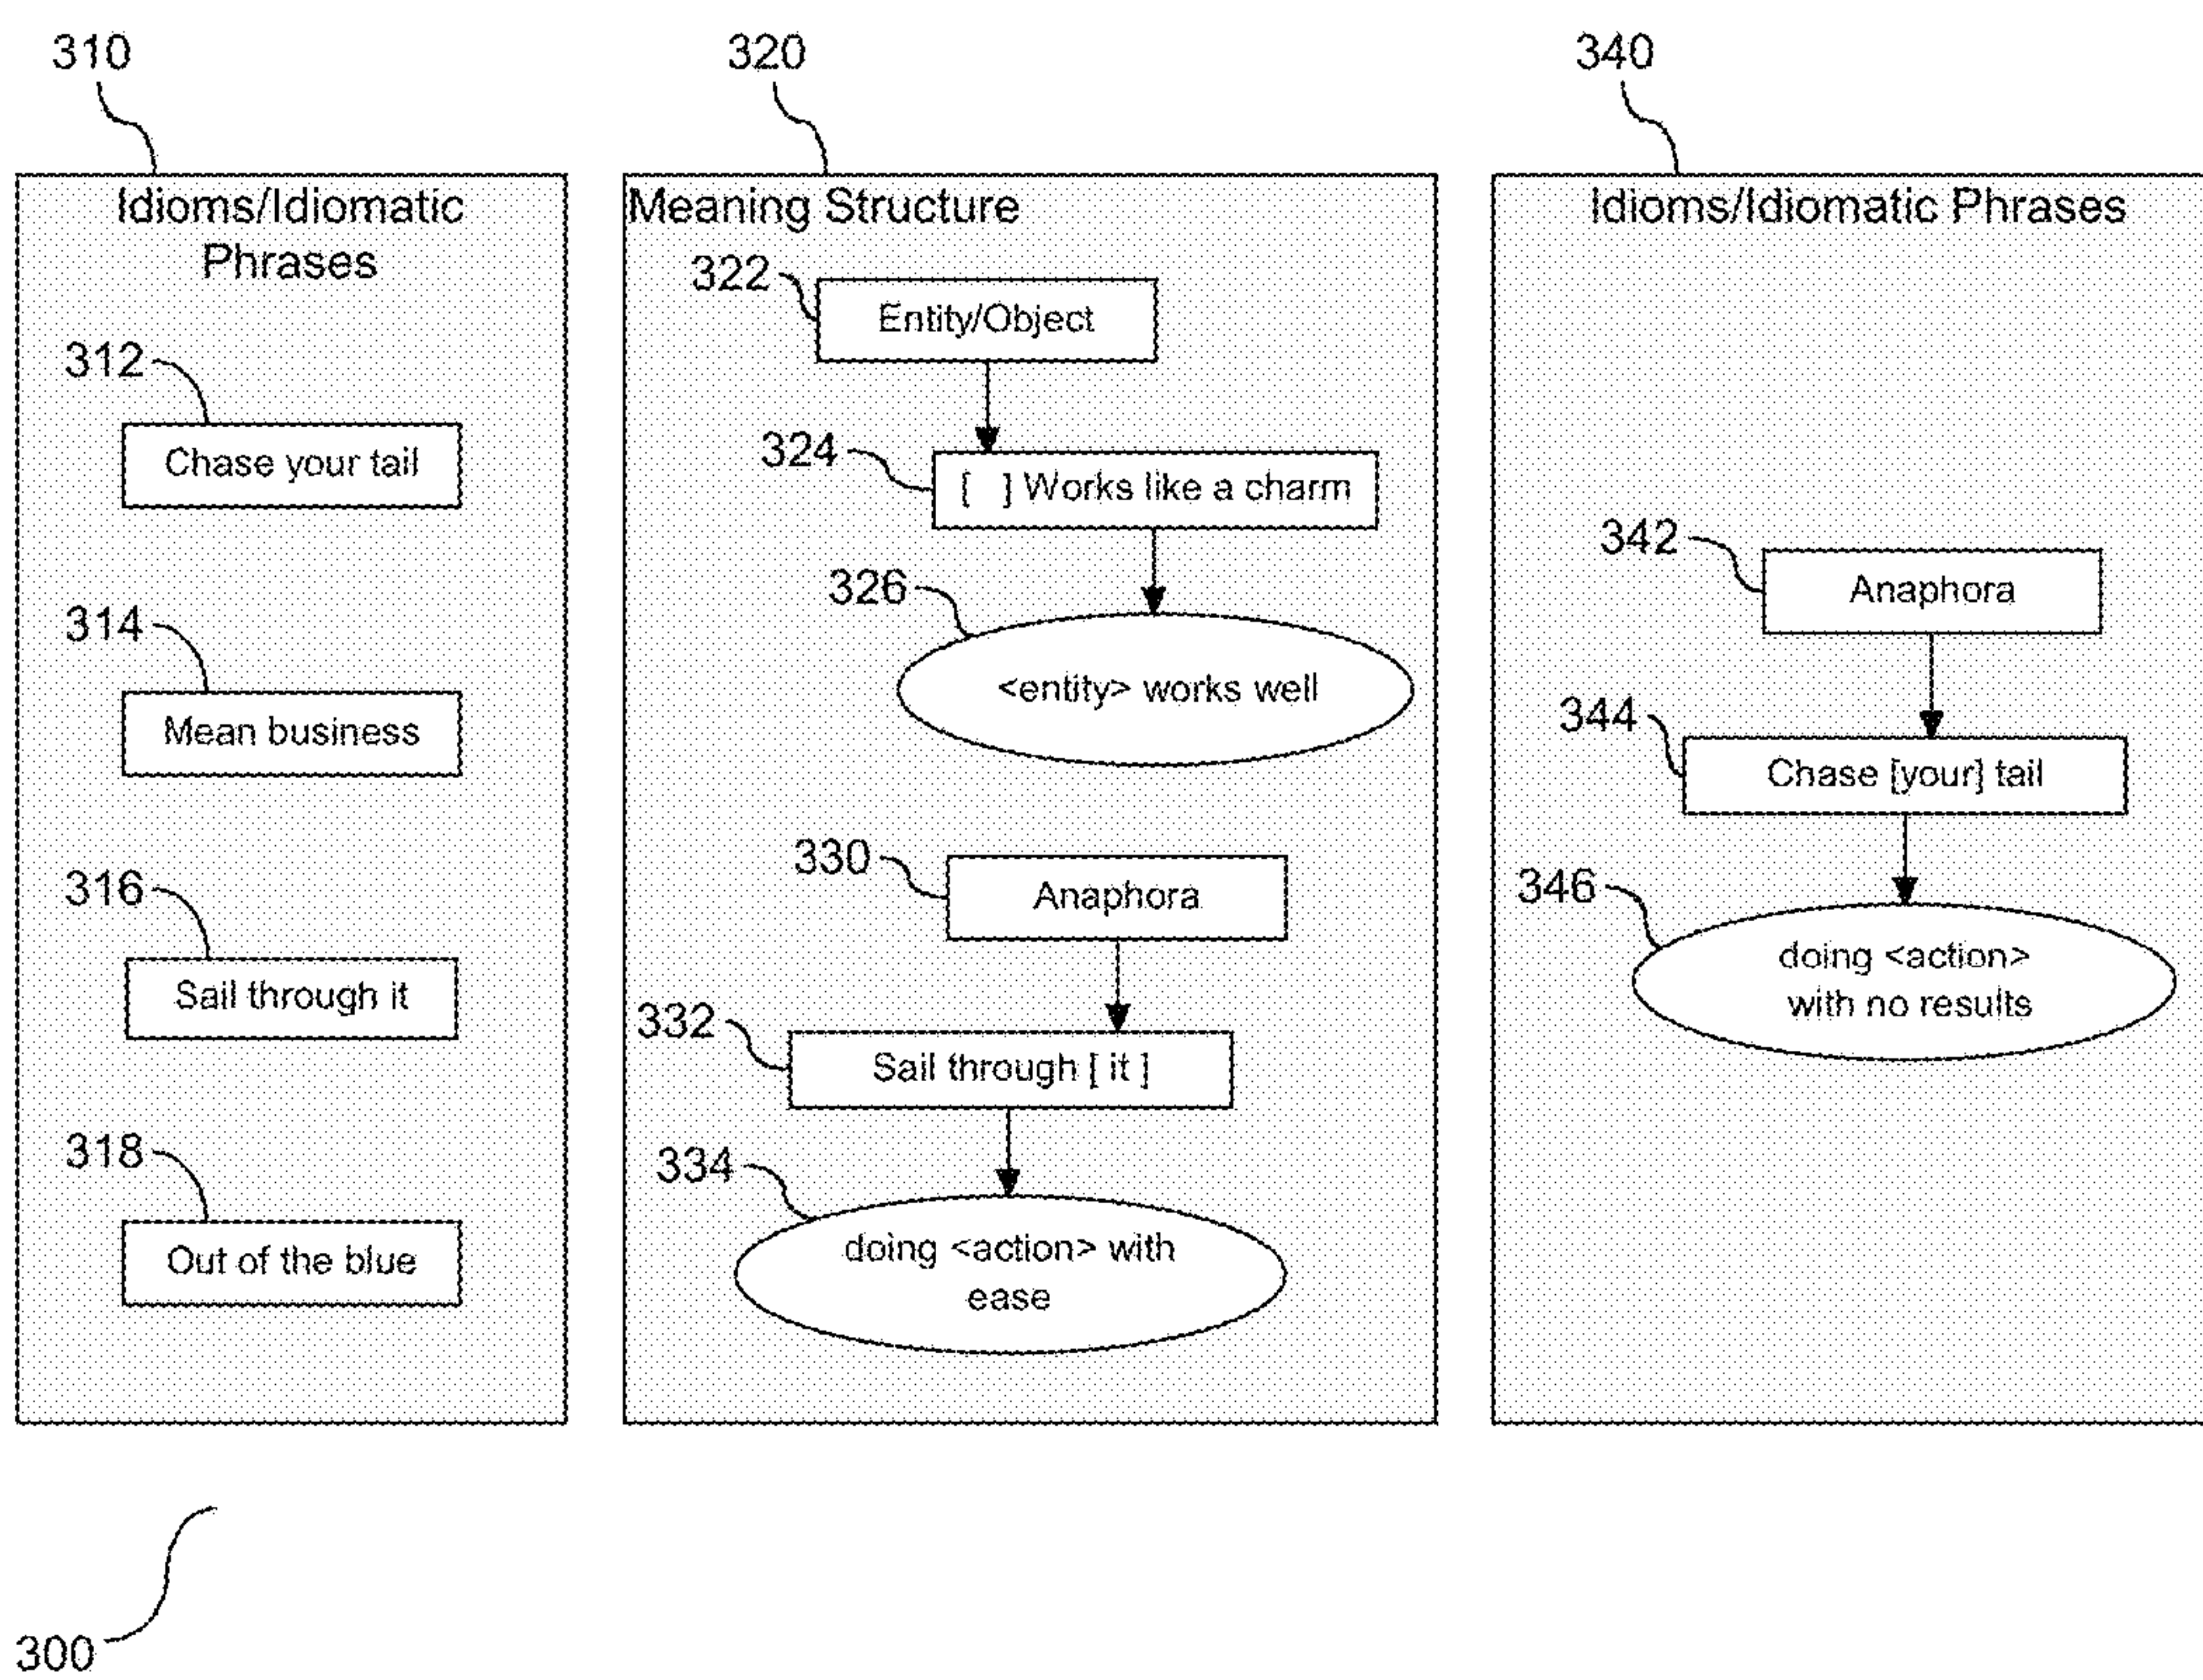 310
320
340
Idioms/Idiomatic
Phrases
312
Chase your tail
314
Mean business
316
Sail through it
318
Out of the blue
Meaning Structure
322
Entity/Object
324
[ ] Works like a charm
326
<entity> works well
330
Anaphora
332
Sail through [ it ]
334
doing <action> with
ease
Idioms/Idiomatic Phrases
342
Anaphora
344
Chase [your] tail
346
doing <action>
with no results
300